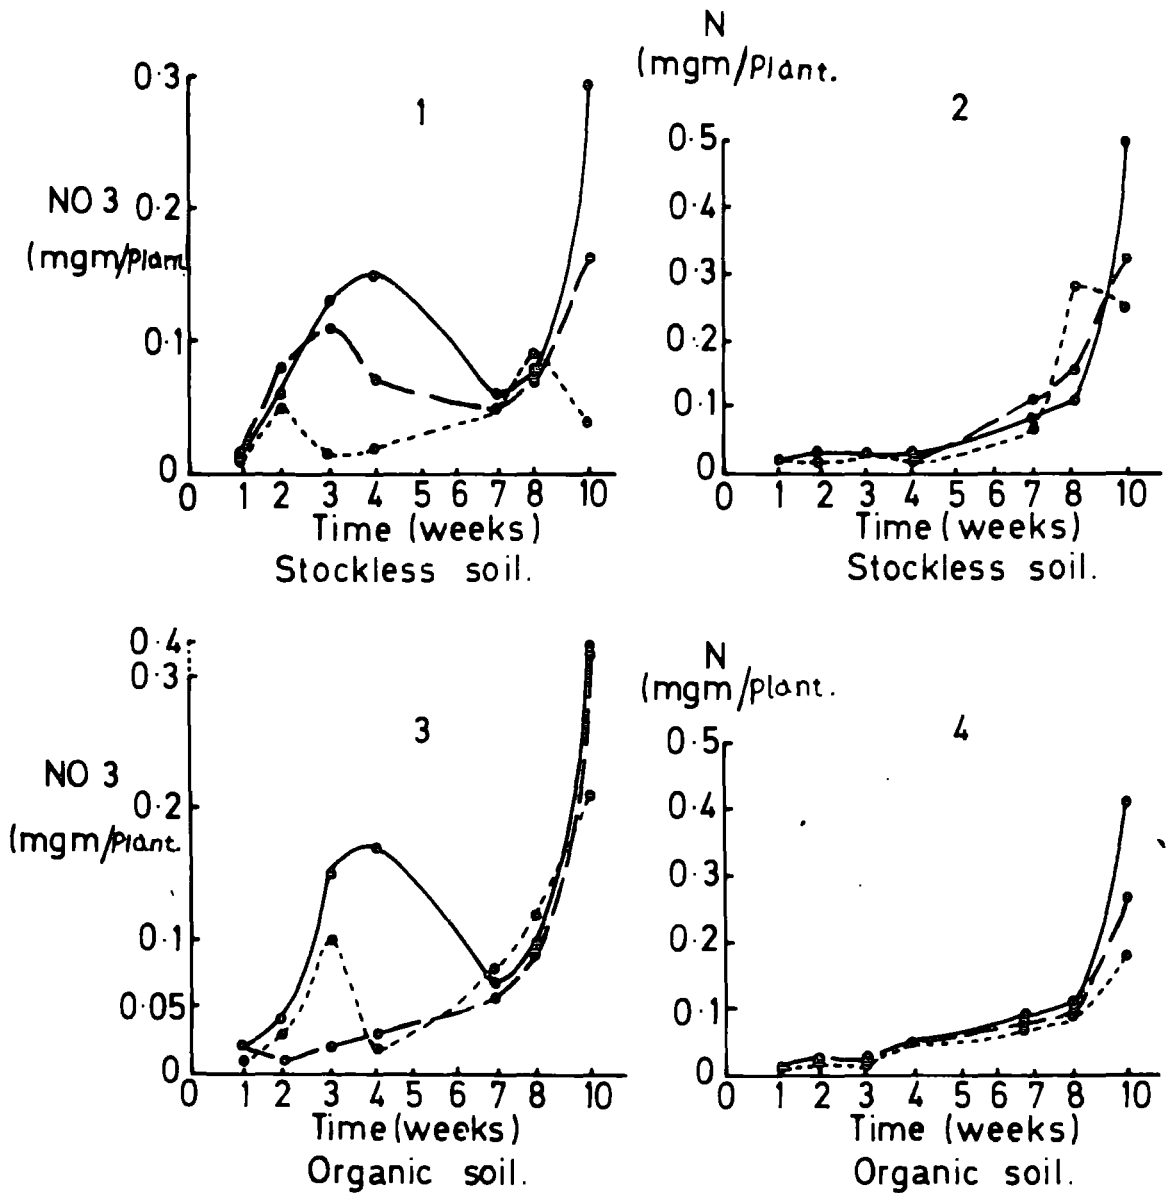 1
0.3
0.2
0.1
0
NO 3
(mgm/plant
0 1 2 3 4 5 6 7 8 10
Time (weeks)
Stockless soil.
N
(mgm/plant.
2
0.5
0.4
0.3
0.2
0.1
0
0 1 2 3 4 5 6 7 8 10
Time (weeks)
Stockless soil.
3
0.4
0.3
0.2
0.1
0.05
0
NO 3
(mgm/plant
0 1 2 3 4 5 6 7 8 10
Time (weeks)
Organic soil.
N
(mgm/plant.
4
0.5
0.4
0.3
0.2
0.1
0
0 1 2 3 4 5 6 7 8 10
Time (weeks)
Organic soil.